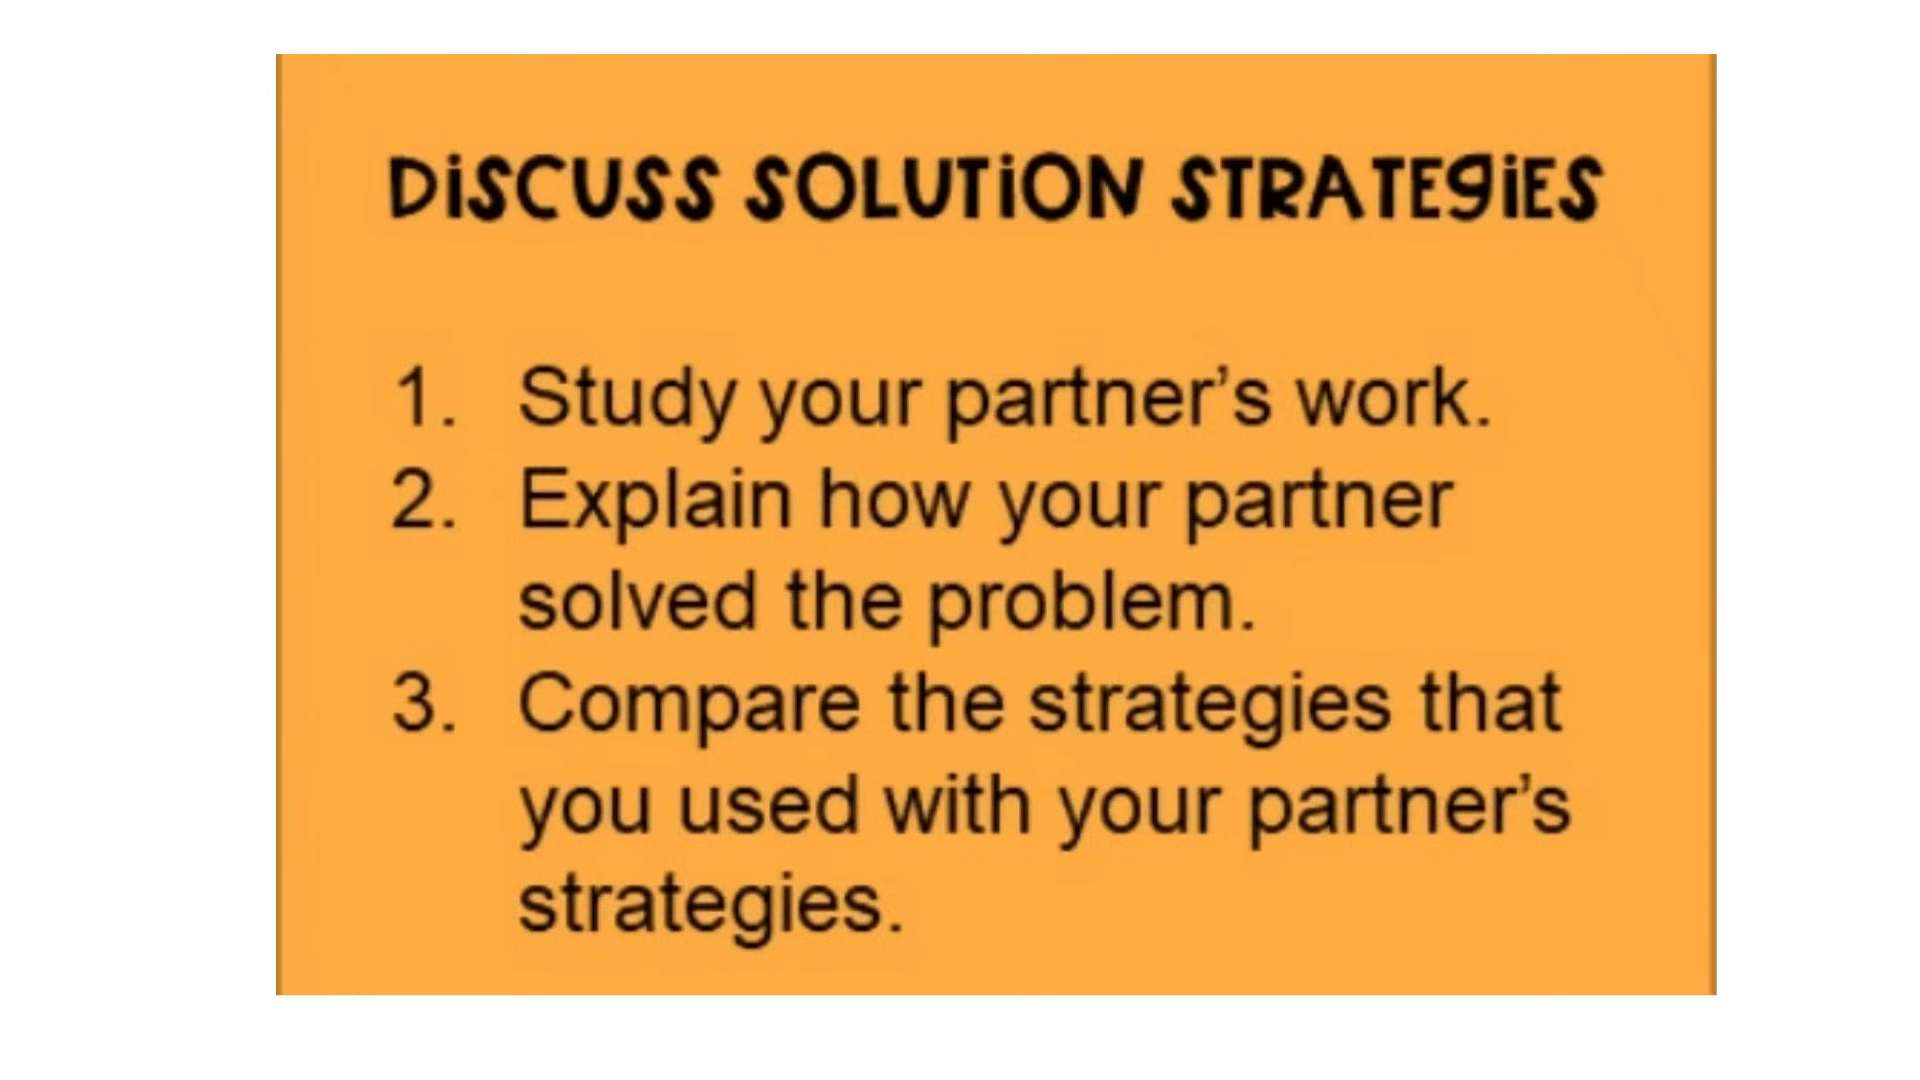 DiSCUSS SOLUTiON STRATEGiES
1. Study your partner’s work.
2. Explain how your partner
solved the problem.
3. Compare the strategies that
you used with your partner’s
strategies.